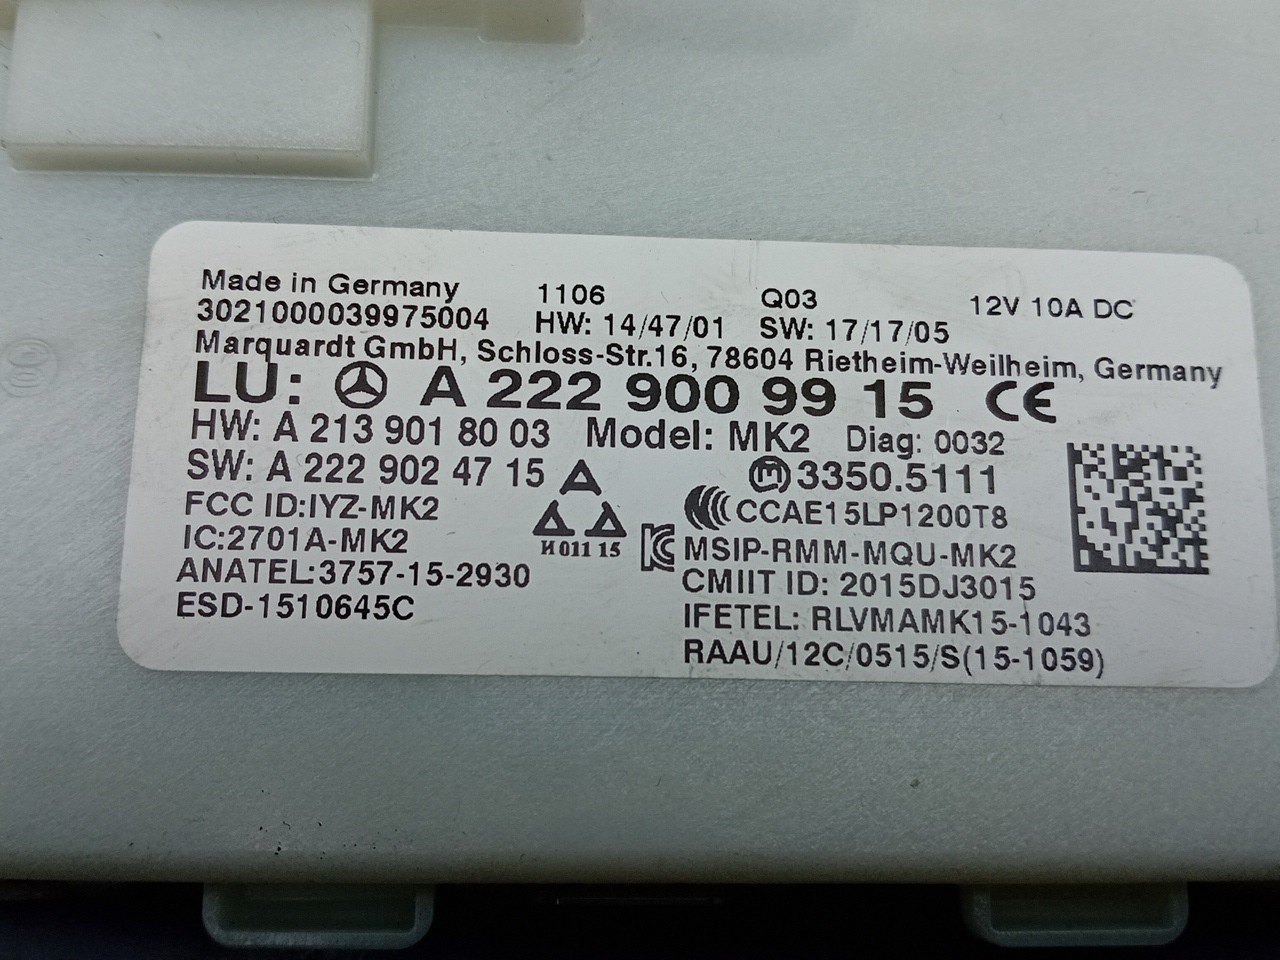 Made in Germany 1106 Q03 12V 10A DC
3021000039975004 HW: 14/47/01 SW: 17/17/05
Marquardt GmbH, Schloss-Str.16, 78604 Rietheim-Weilheim, Germany
LU: A 222 900 99 15 CE
HW: A 213 901 80 03 Model: MK2 Diag: 0032
SW: A 222 902 47 15 M 3350.5111
FCC ID:IYZ-MK2 CCAE15LP1200T8
IC:2701A-MK2 H 011 15 MSIP-RMM-MQU-MK2
ANATEL:3757-15-2930 CMIIT ID: 2015DJ3015
ESD-1510645C IFETEL: RLVMAMK15-1043
RAAU/12C/0515/S(15-1059)